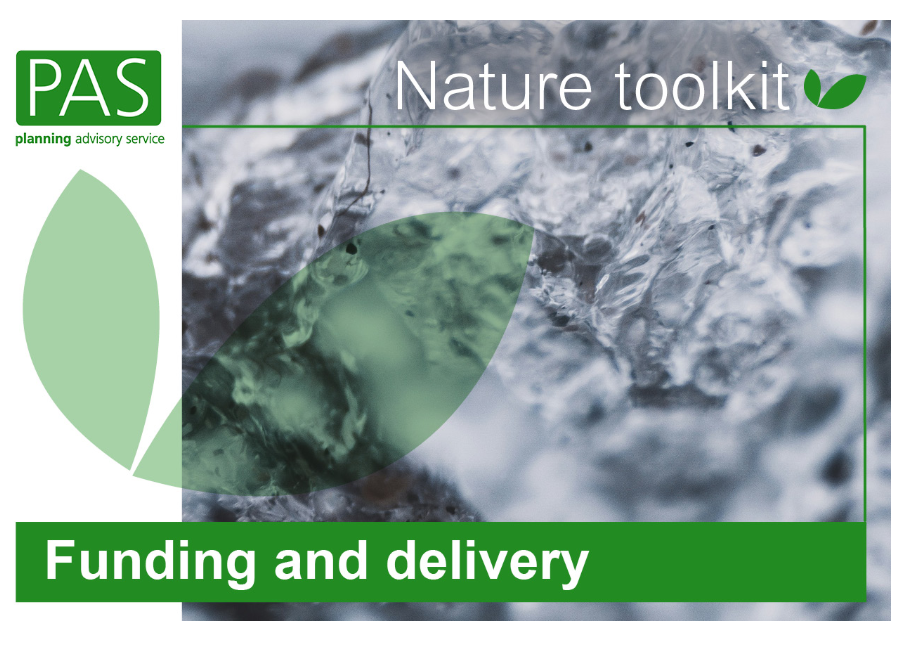 PAS
planning advisory service
Nature toolkit
Funding and delivery